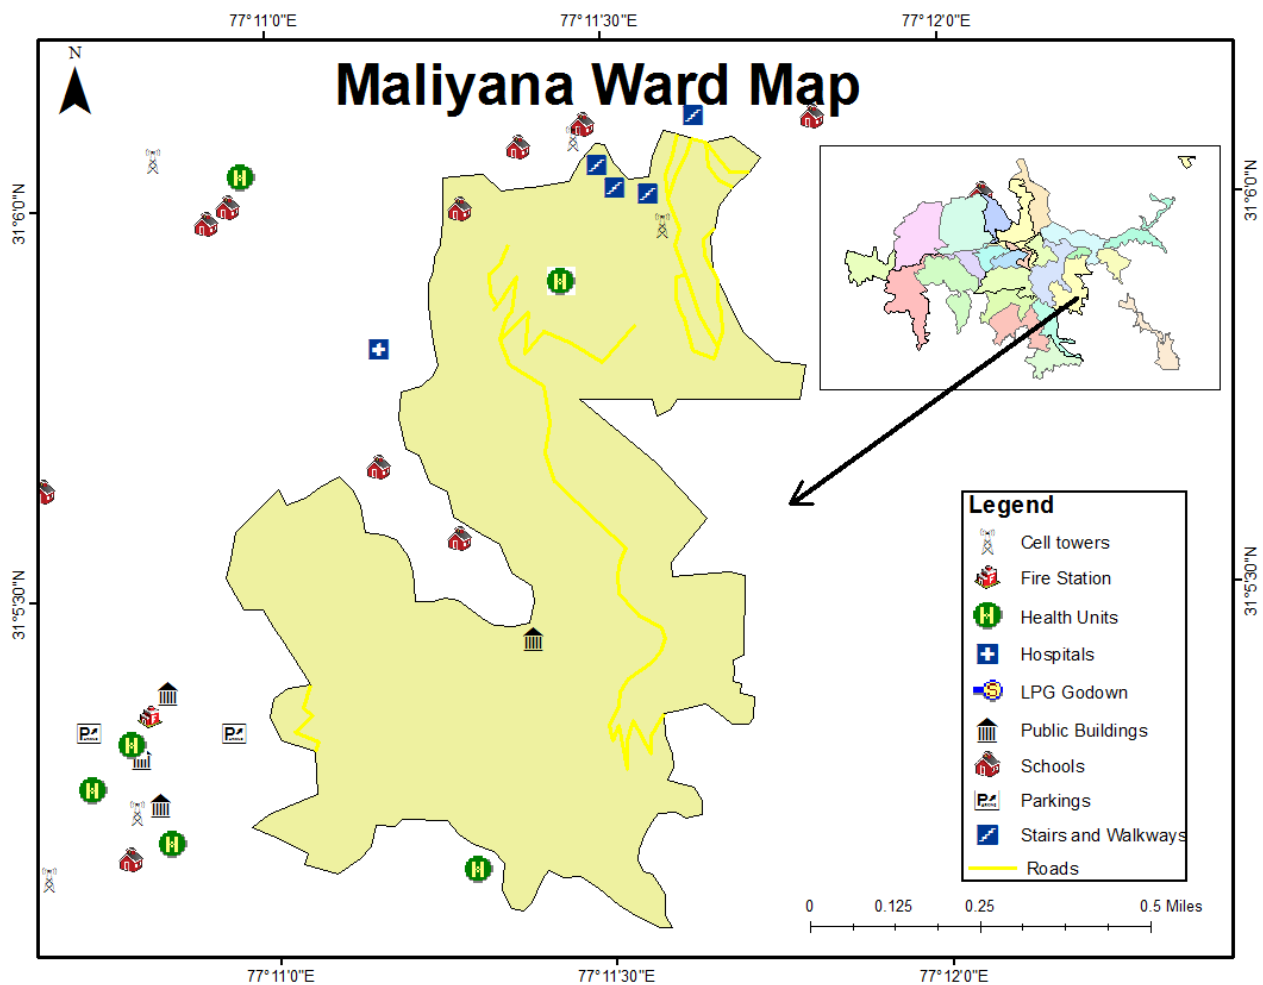 77°11'0"E 77°11'30"E 77°12'0"E
N
Maliyana Ward Map
31°6'0"N
31°6'0"N
31°5'30"N
31°5'30"N
Legend
Cell towers
Fire Station
Health Units
Hospitals
LPG Godown
Public Buildings
Schools
Parkings
Stairs and Walkways
Roads
0 0.125 0.25 0.5 Miles
77°11'0"E 77°11'30"E 77°12'0"E